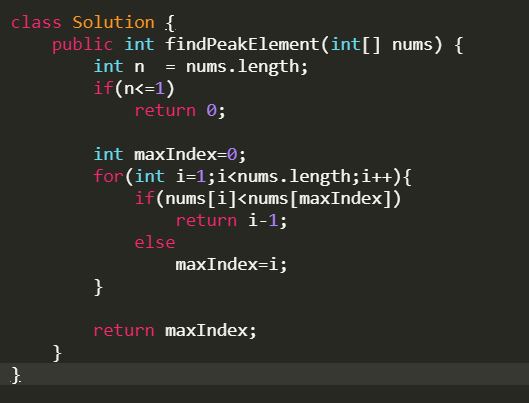 class Solution {
    public int findPeakElement(int[] nums) {
        int n  = nums.length;
        if(n<=1)
            return 0;
        int maxIndex=0;
        for(int i=1;i<nums.length;i++){
            if(nums[i]<nums[maxIndex])
                return i-1;
            else
                maxIndex=i;
        }
        return maxIndex;
    }
}